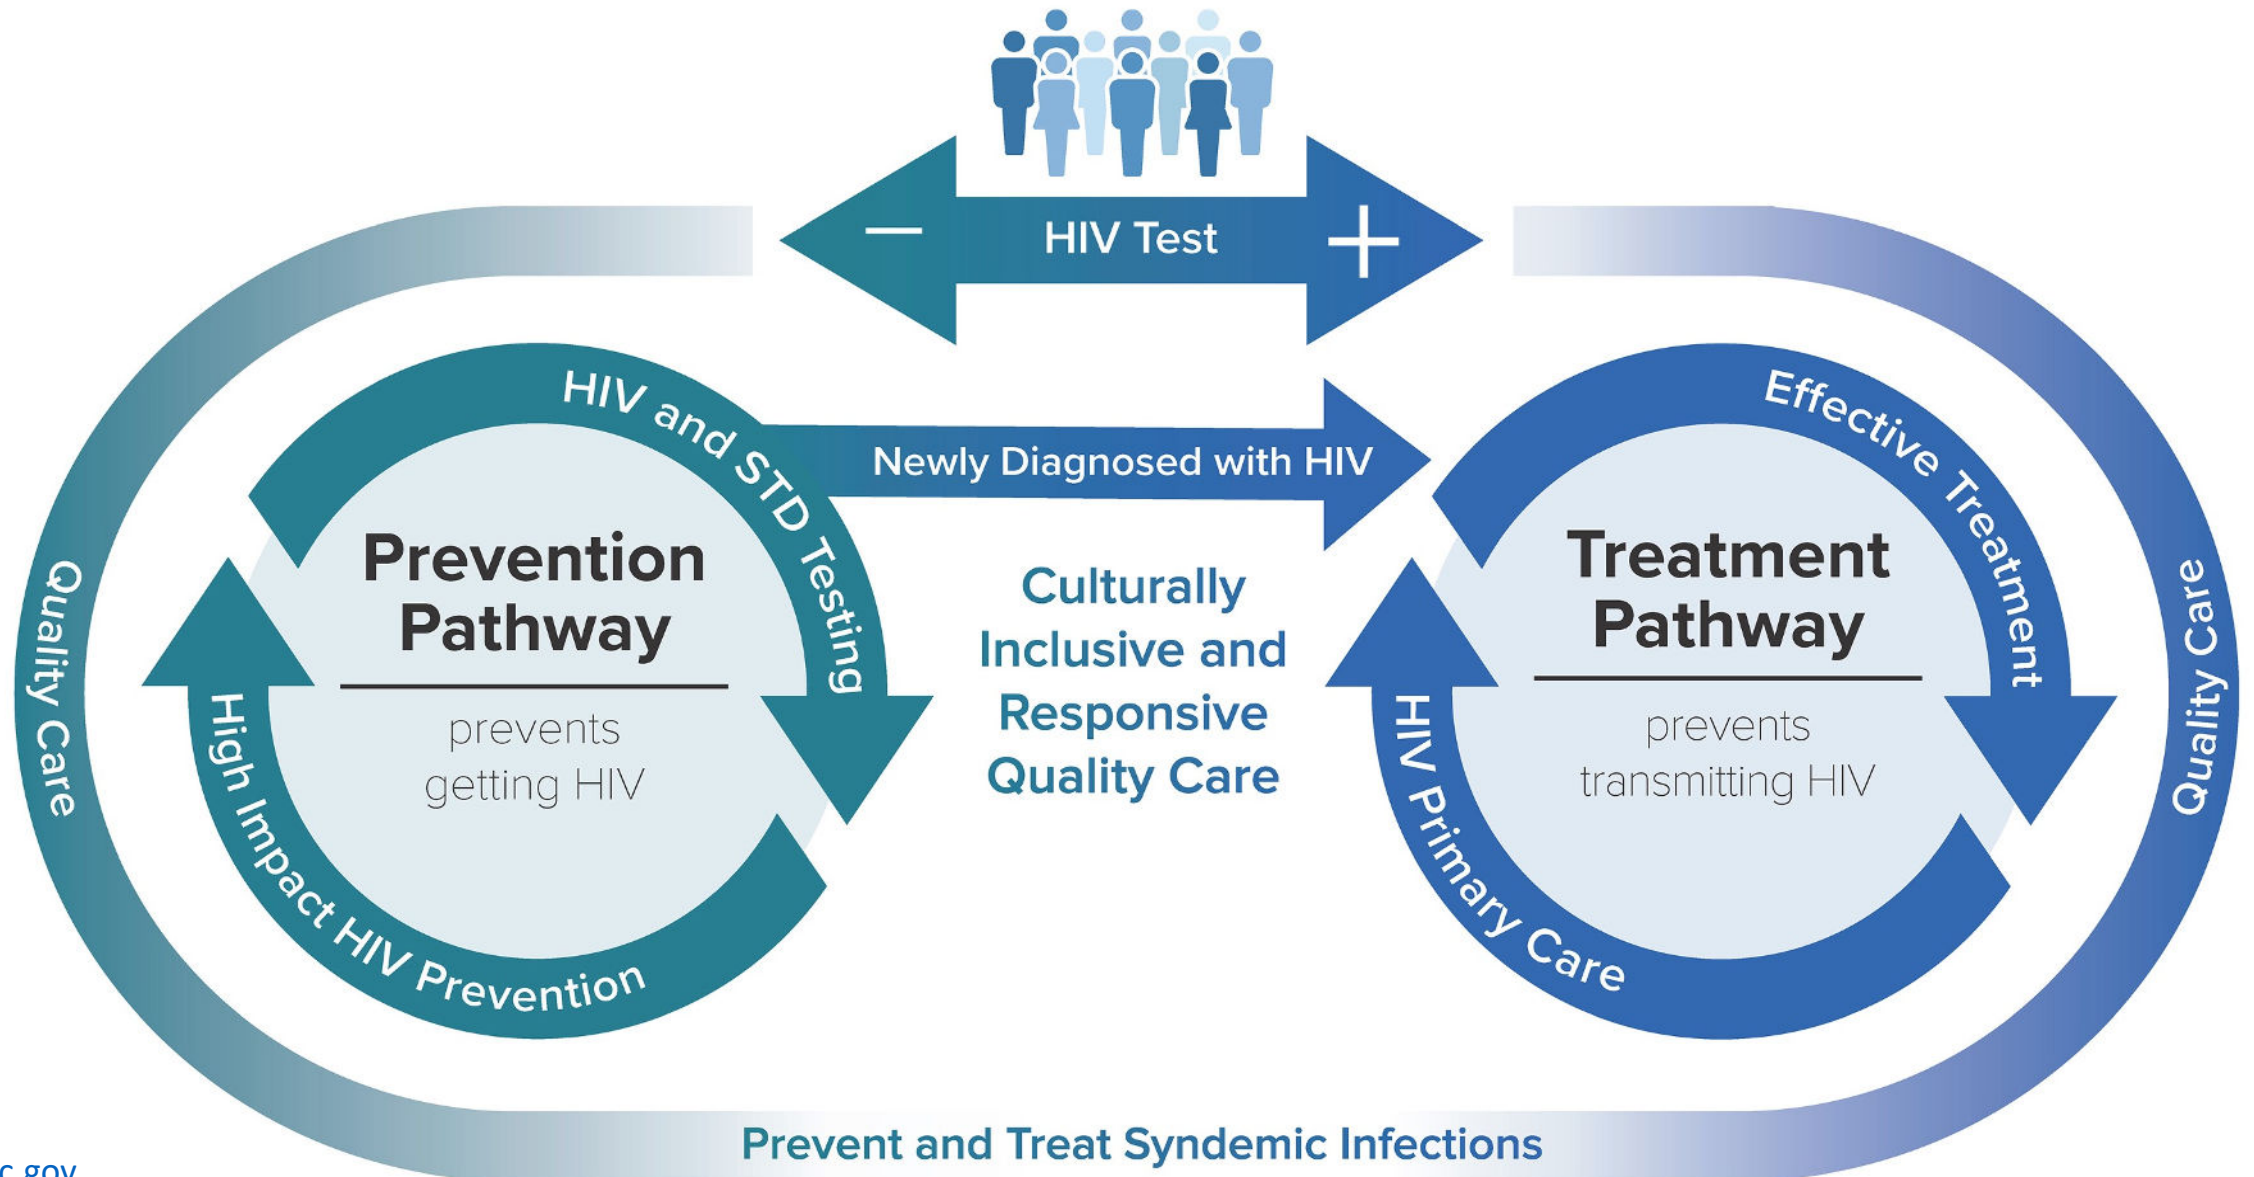 HIV Test
Quality Care
HIV and STD Testing
High Impact HIV Prevention
Prevention
Pathway
prevents
getting HIV
Newly Diagnosed with HIV
Culturally
Inclusive and
Responsive
Quality Care
Effective Treatment
HIV Primary Care
Treatment
Pathway
prevents
transmitting HIV
Quality Care
Prevent and Treat Syndemic Infections
c.gov